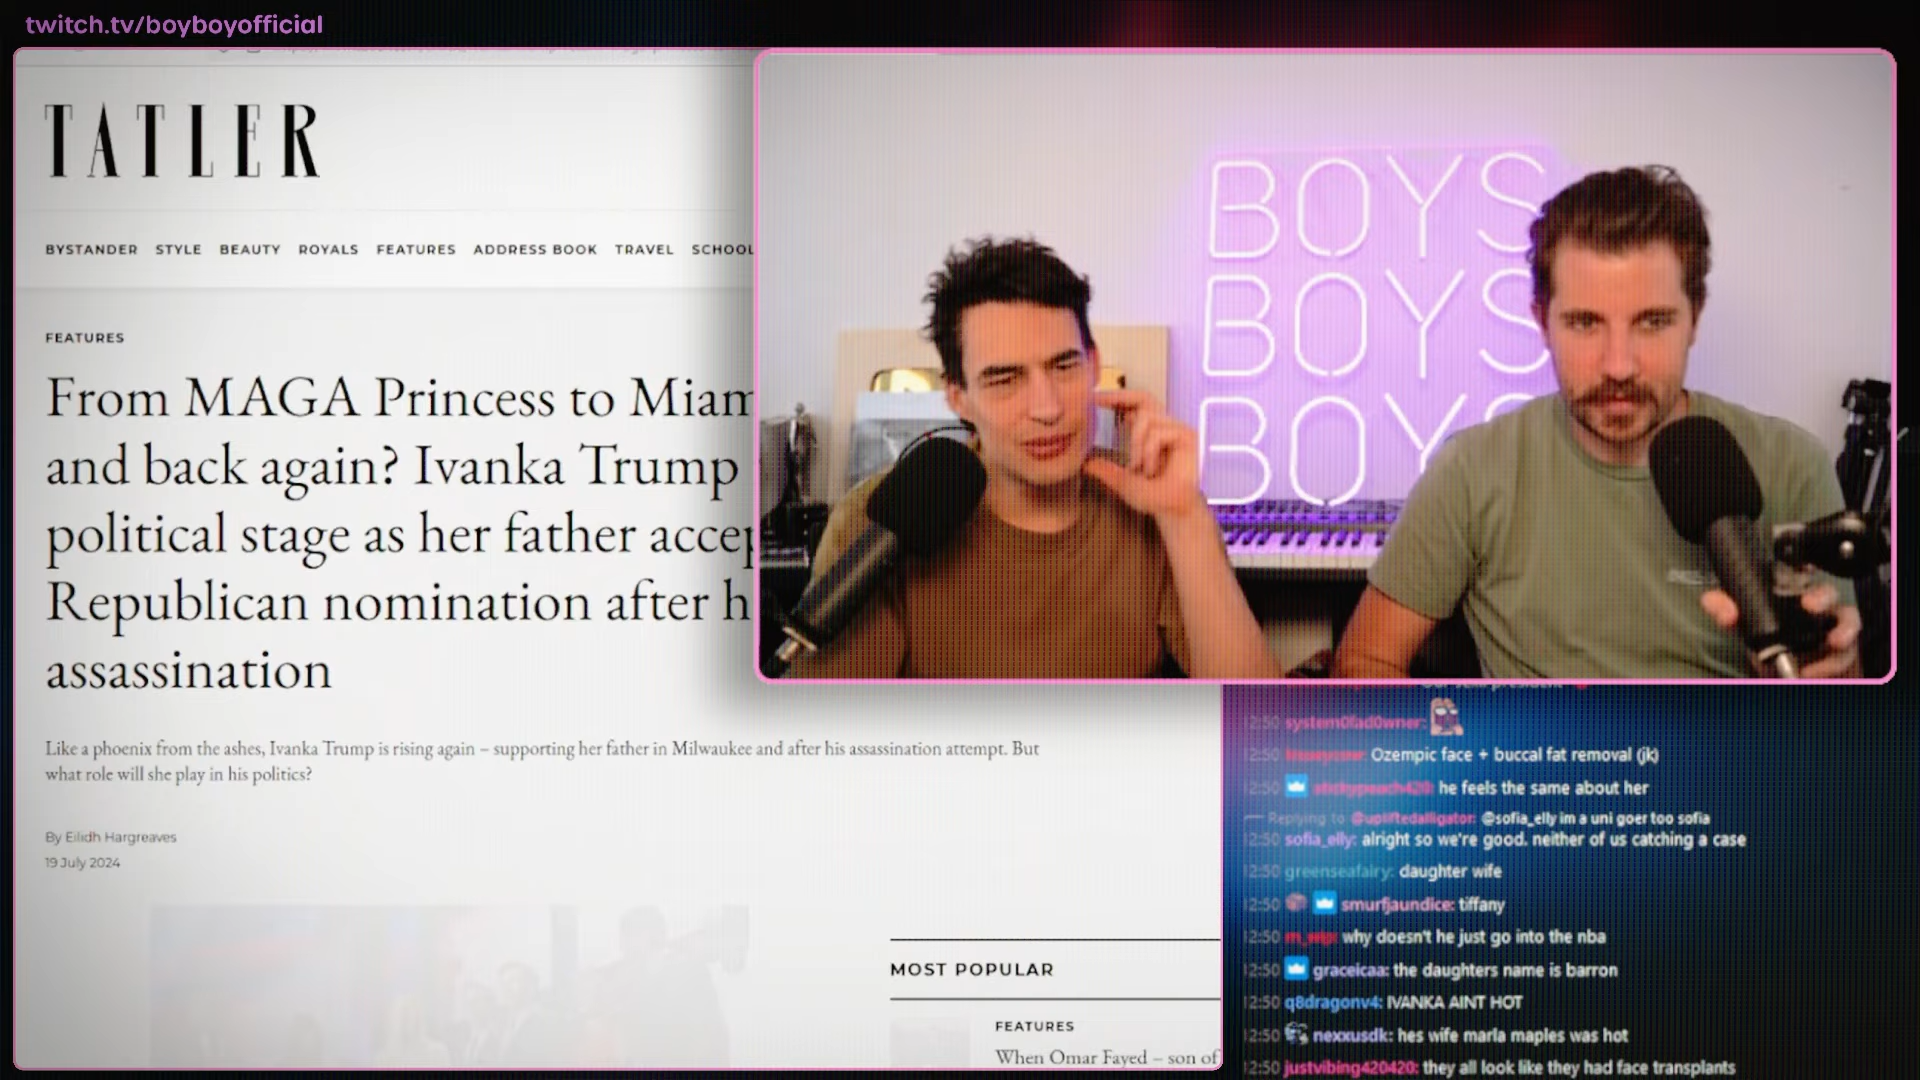 twitch.tv/boyboyofficial
TATLER
BYSTANDER STYLE BEAUTY ROYALS FEATURES ADDRESS BOOK TRAVEL SCHOOL
FEATURES
From MAGA Princess to Miam
and back again? Ivanka Trump
political stage as her father accep
Republican nomination after h
assassination
Like a phoenix from the ashes, Ivanka Trump is rising again – supporting her father in Milwaukee and after his assassination attempt. But
what role will she play in his politics?
By Eilidh Hargreaves
19 July 2024
MOST POPULAR
FEATURES
When Omar Fayed – son of
BOYS
BOYS
BOYS
12:50 system0fad0wner:
12:50 Ozempic face + buccal fat removal (jk)
12:50 stickypeach420: he feels the same about her
Replying to @upliftedalligator: @sofia_elly im a uni goer too sofia
12:50 sofia_elly: alright so we're good. neither of us catching a case
12:50 greenseafairy: daughter wife
12:50 smurfjaundice: tiffany
12:50 why doesn't he just go into the nba
12:50 gracelcaa: the daughters name is barron
12:50 q8dragonv4: IVANKA AINT HOT
12:50 nexxusdk: hes wife marla maples was hot
12:50 justvibing420420: they all look like they had face transplants